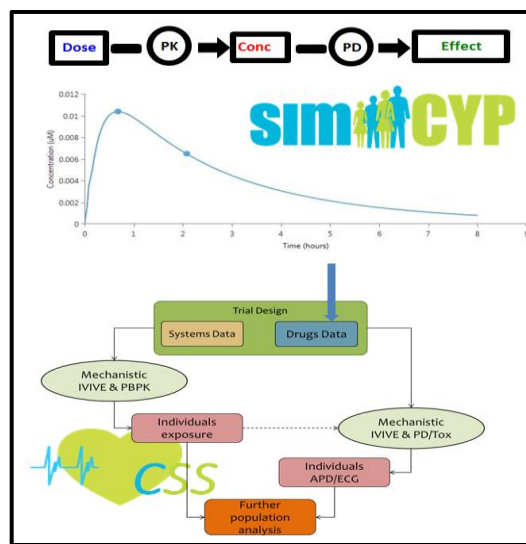 Dose PK Conc PD Effect
simCYP
0.012
0.01
0.008
0.006
0.004
0.002
0
Concentration (uM)
0 1 2 3 4 5 6 7 8 9
Time (hours)
Trial Design
Systems Data Drugs Data
Mechanistic
IVIVE & PBPK
Individuals
exposure
Mechanistic
IVIVE & PD/Tox
CSS
Individuals
APD/ECG
Further
population
analysis